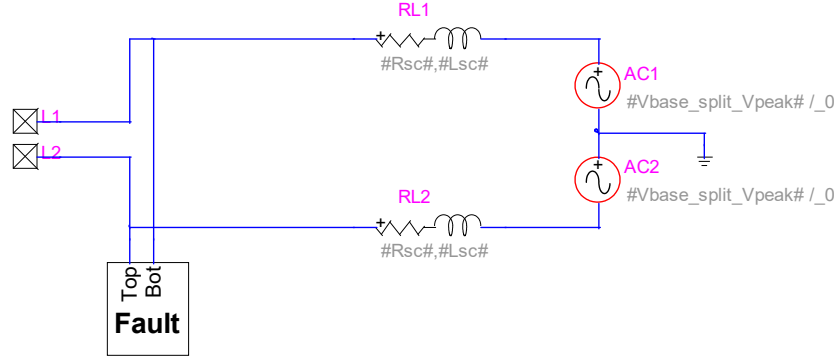 RL1
+
#Rsc#,#Lsc#
+
AC1
#Vbase_split_Vpeak# /_0
L1
L2
+
AC2
#Vbase_split_Vpeak# /_0
RL2
+
#Rsc#,#Lsc#
Top
Bot
Fault